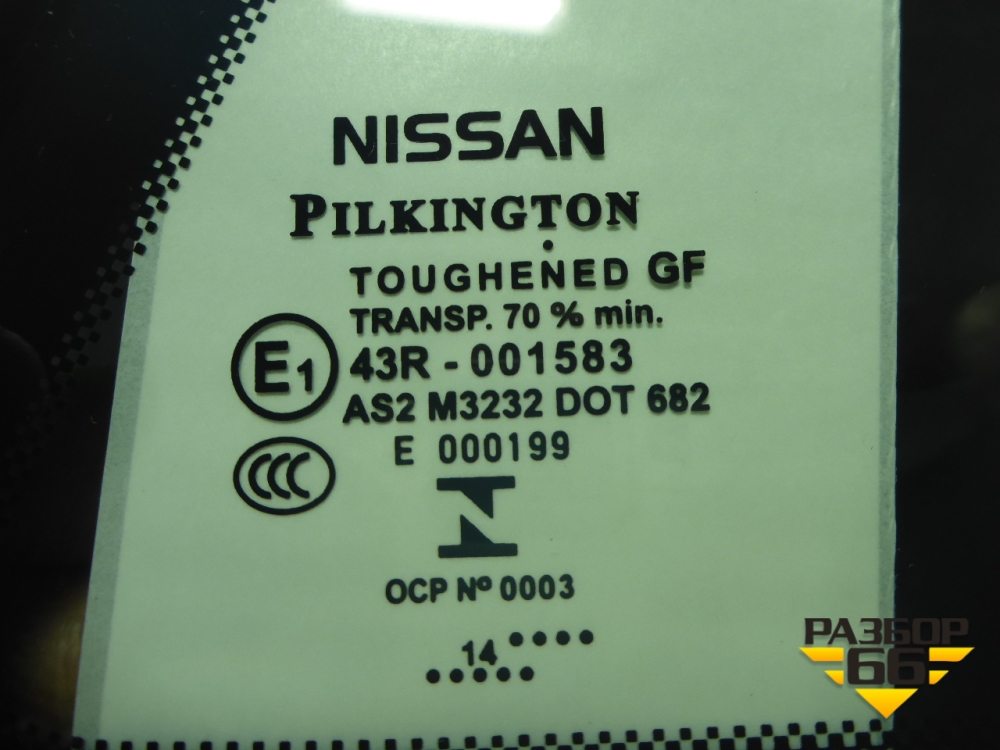 NISSAN
PILKINGTON
TOUGHENED GF
TRANSP. 70 % min.
E1 43R - 001583
AS2 M3232 DOT 682
E 000199
CCC
OCP Nº 0003
14
РАЗБОР
66